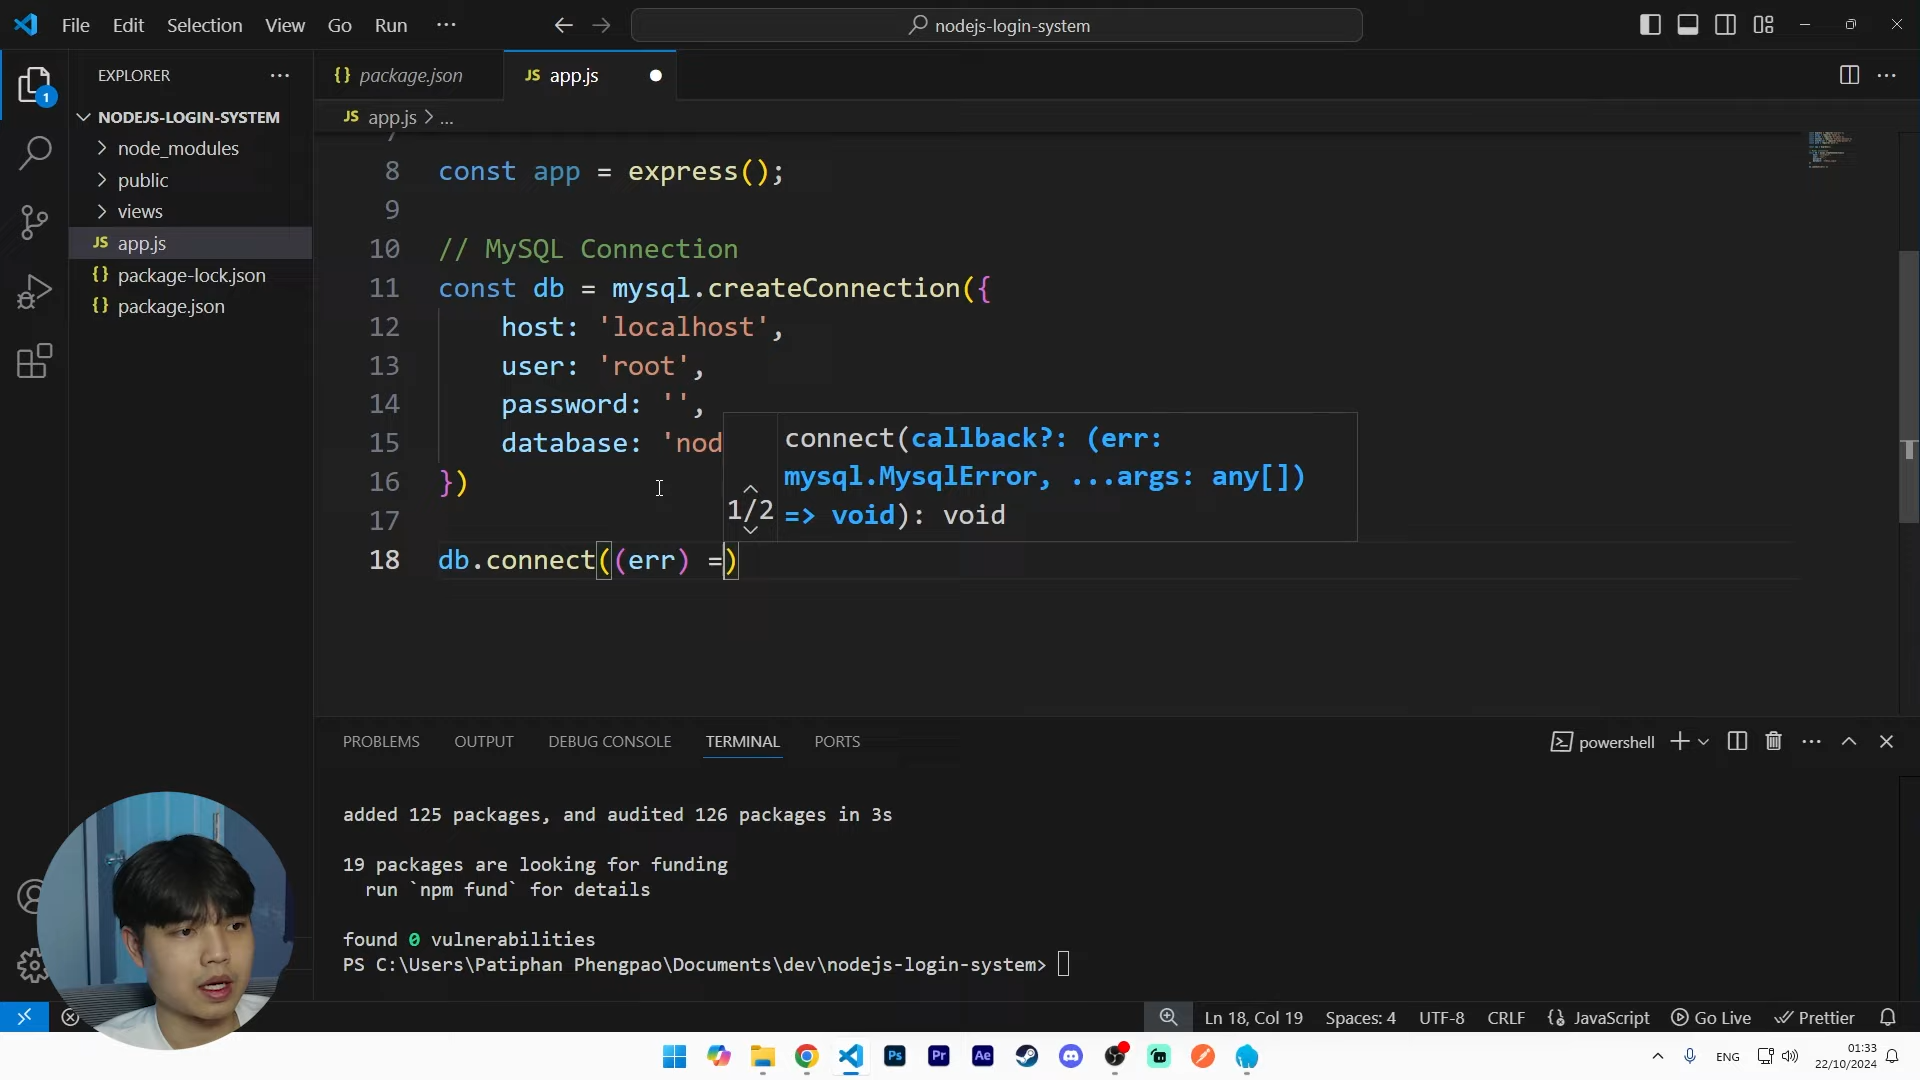 File Edit Selection View Go Run ···
nodejs-login-system
EXPLORER
1
NODEJS-LOGIN-SYSTEM
node_modules
public
views
JS app.js
{} package-lock.json
{} package.json
{} package.json
JS app.js
JS app.js > ...
7
8 const app = express();
9
10 // MySQL Connection
11 const db = mysql.createConnection({
12 host: 'localhost',
13 user: 'root',
14 password: '',
15 database: 'nod
16 })
17
18 db.connect((err) =)
connect(callback?: (err:
mysql.MysqlError, ...args: any[])
1/2 => void): void
PROBLEMS OUTPUT DEBUG CONSOLE TERMINAL PORTS
powershell
added 125 packages, and audited 126 packages in 3s
19 packages are looking for funding
run `npm fund` for details
found 0 vulnerabilities
PS C:\Users\Patiphan Phengpao\Documents\dev\nodejs-login-system>
Ln 18, Col 19 Spaces: 4 UTF-8 CRLF {} JavaScript Go Live Prettier
Ps Pr Ae
ENG
01:33
22/10/2024